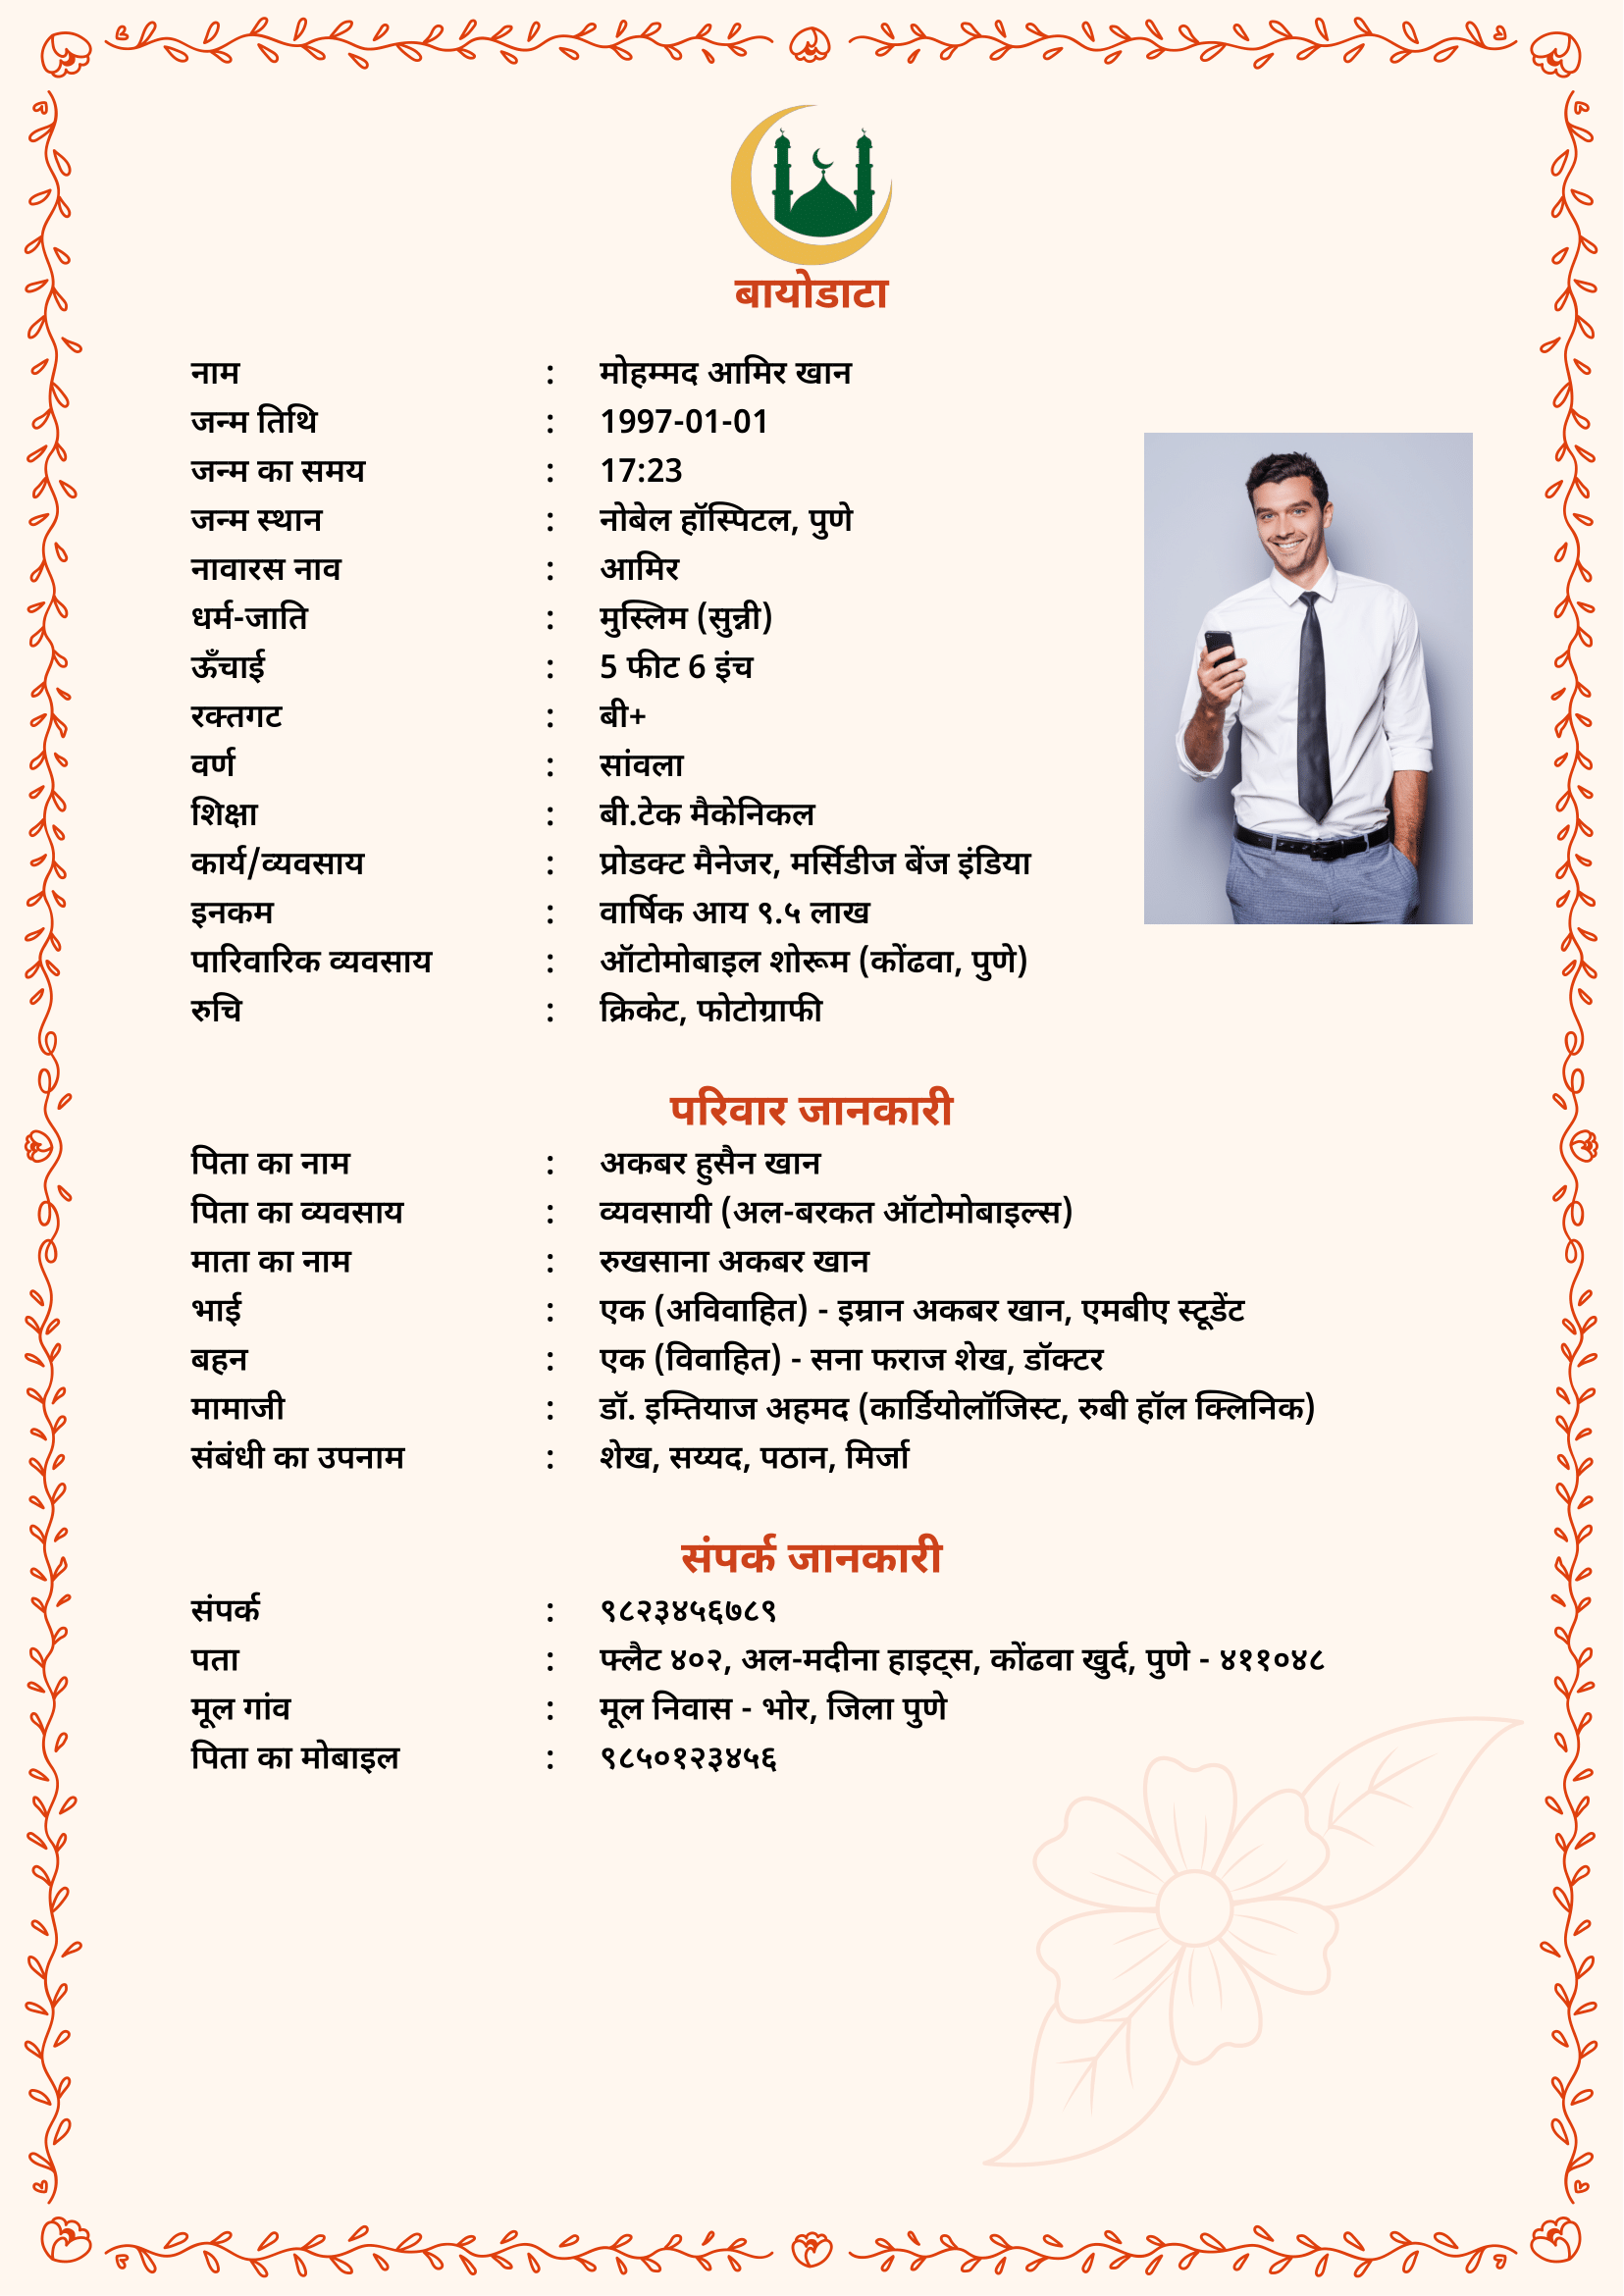 बायोडाटा
नाम : मोहम्मद आमिर खान
जन्म तिथि : 1997-01-01
जन्म का समय : 17:23
जन्म स्थान : नोबेल हॉस्पिटल, पुणे
नावारस नाव : आमिर
धर्म-जाति : मुस्लिम (सुन्नी)
ऊँचाई : 5 फीट 6 इंच
रक्तगट : बी+
वर्ण : सांवला
शिक्षा : बी.टेक मैकेनिकल
कार्य/व्यवसाय : प्रोडक्ट मैनेजर, मर्सिडीज बेंज इंडिया
इनकम : वार्षिक आय ९.५ लाख
पारिवारिक व्यवसाय : ऑटोमोबाइल शोरूम (कोंढवा, पुणे)
रुचि : क्रिकेट, फोटोग्राफी
परिवार जानकारी
पिता का नाम : अकबर हुसैन खान
पिता का व्यवसाय : व्यवसायी (अल-बरकत ऑटोमोबाइल्स)
माता का नाम : रुखसाना अकबर खान
भाई : एक (अविवाहित) - इम्रान अकबर खान, एमबीए स्टूडेंट
बहन : एक (विवाहित) - सना फराज शेख, डॉक्टर
मामाजी : डॉ. इम्तियाज अहमद (कार्डियोलॉजिस्ट, रुबी हॉल क्लिनिक)
संबंधी का उपनाम : शेख, सय्यद, पठान, मिर्जा
संपर्क जानकारी
संपर्क : ९८२३४५६७८९
पता : फ्लैट ४०२, अल-मदीना हाइट्स, कोंढवा खुर्द, पुणे - ४११०४८
मूल गांव : मूल निवास - भोर, जिला पुणे
पिता का मोबाइल : ९८५०१२३४५६